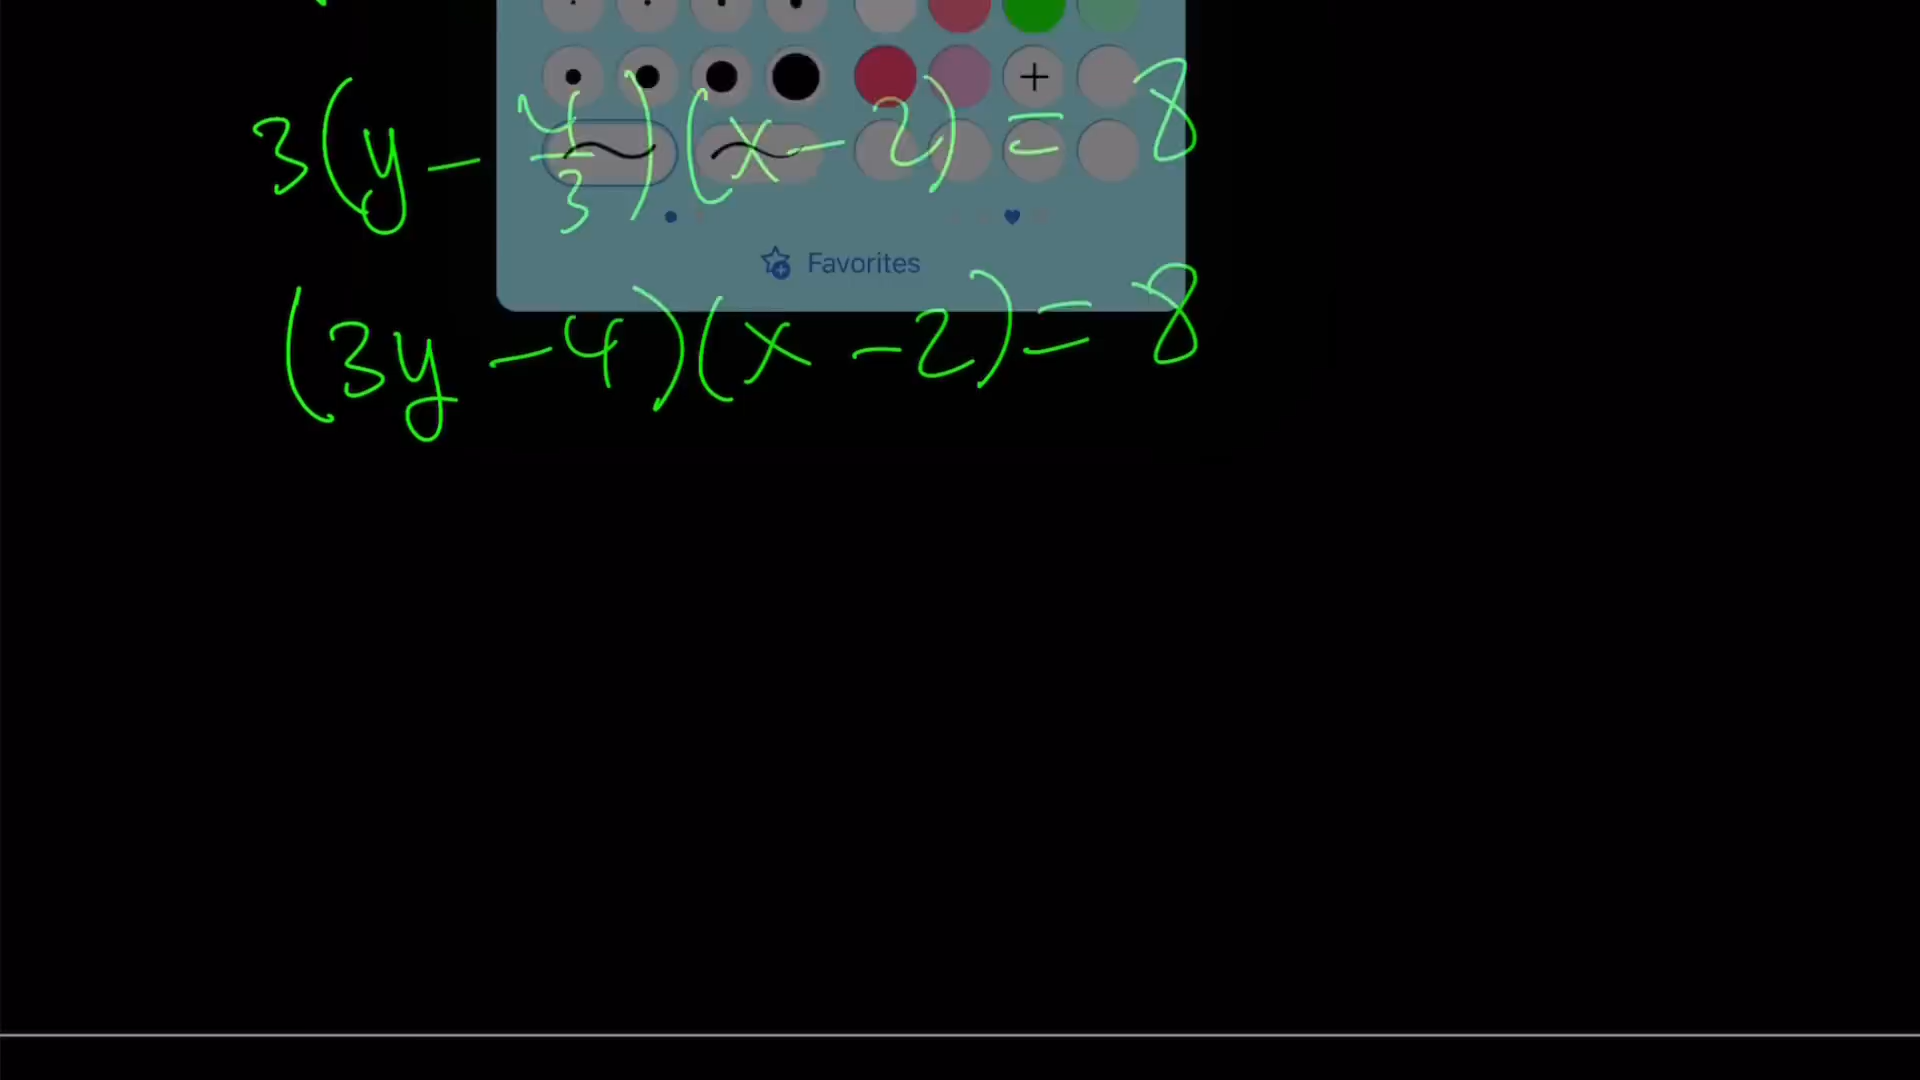 3(y - 4/3)(x - 2) = 8
Favorites
(3y - 4)(x - 2) = 8